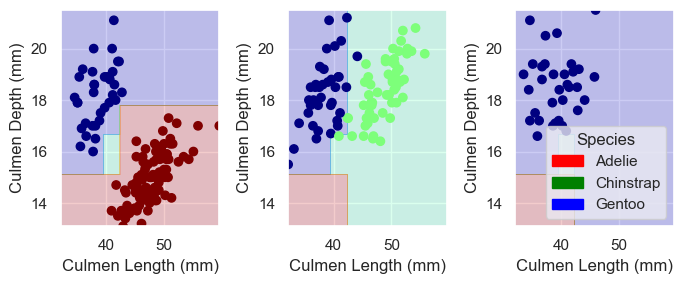 20
18
16
14
Culmen Depth (mm)
40 50
Culmen Length (mm)
20
18
16
14
Culmen Depth (mm)
40 50
Culmen Length (mm)
20
18
16
14
Culmen Depth (mm)
40 50
Culmen Length (mm)
Species
Adelie
Chinstrap
Gentoo